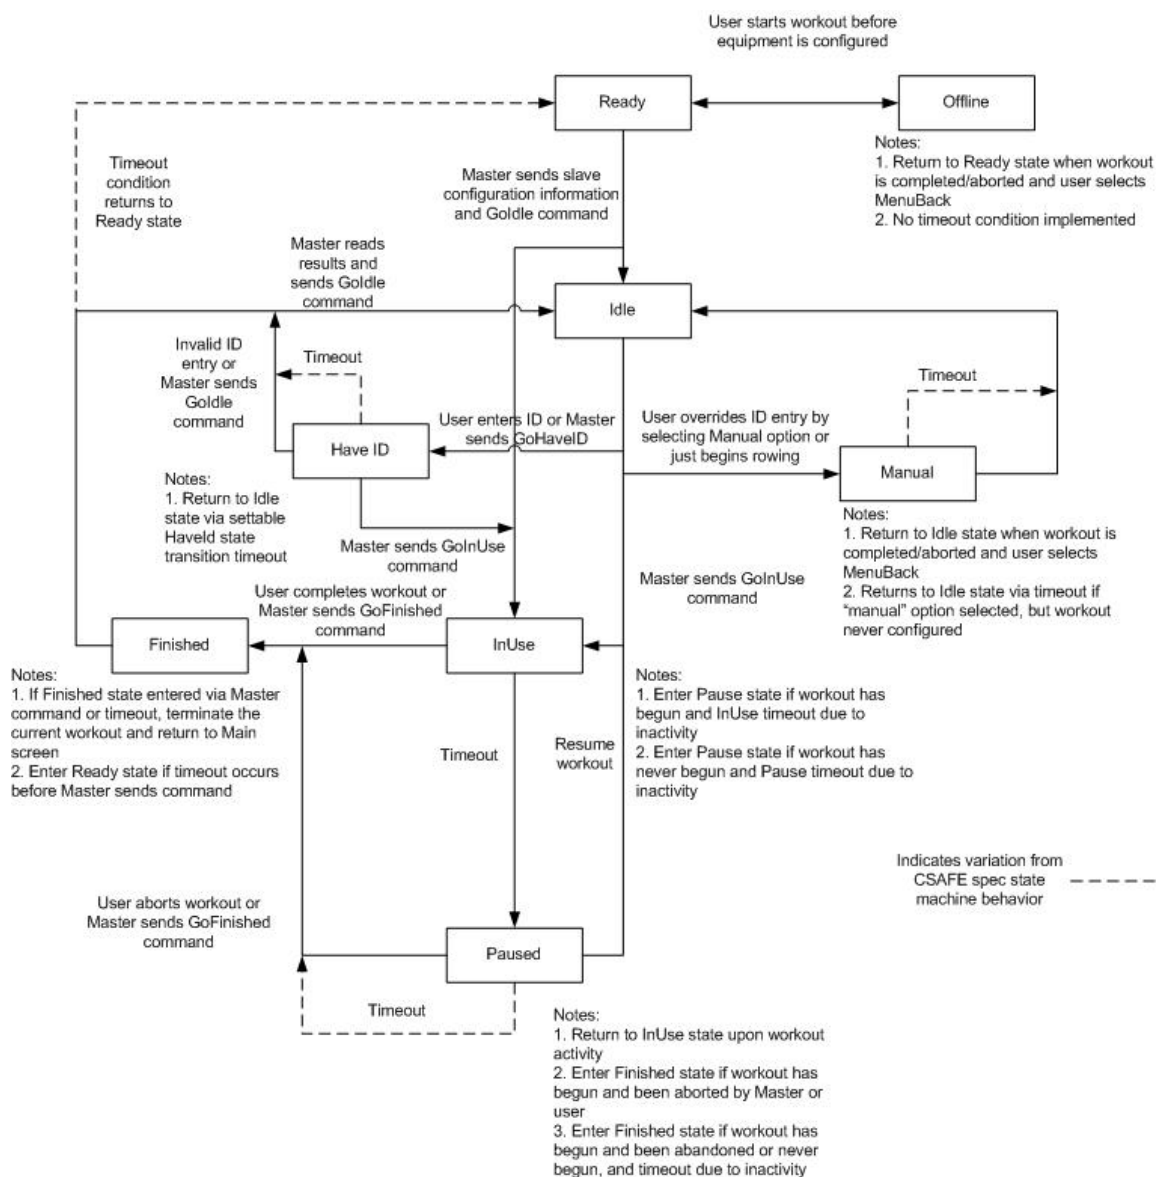 User starts workout before
equipment is configured
Ready
Offline
Timeout
condition
returns to
Ready state
Master sends slave
configuration information
and GoIdle command
Notes:
1. Return to Ready state when workout
is completed/aborted and user selects
MenuBack
2. No timeout condition implemented
Master reads
results and
sends GoIdle
command
Idle
Invalid ID
entry or
Master sends
GoIdle
command
Timeout
Timeout
User enters ID or Master
sends GoHaveID
User overrides ID entry by
selecting Manual option or
just begins rowing
Have ID
Manual
Notes:
1. Return to Idle
state via settable
HaveId state
transition timeout
Master sends GoInUse
command
Notes:
1. Return to Idle state when workout is
completed/aborted and user selects
MenuBack
2. Returns to Idle state via timeout if
“manual” option selected, but workout
never configured
Master sends GoInUse
command
User completes workout or
Master sends GoFinished
command
Finished
InUse
Notes:
1. If Finished state entered via Master
command or timeout, terminate the
current workout and return to Main
screen
2. Enter Ready state if timeout occurs
before Master sends command
Timeout
Resume
workout
Notes:
1. Enter Pause state if workout has
begun and InUse timeout due to
inactivity
2. Enter Pause state if workout has
never begun and Pause timeout due to
inactivity
Indicates variation from
CSAFE spec state
machine behavior
User aborts workout or
Master sends GoFinished
command
Paused
Timeout
Notes:
1. Return to InUse state upon workout
activity
2. Enter Finished state if workout has
begun and been aborted by Master or
user
3. Enter Finished state if workout has
begun and been abandoned or never
begun, and timeout due to inactivity